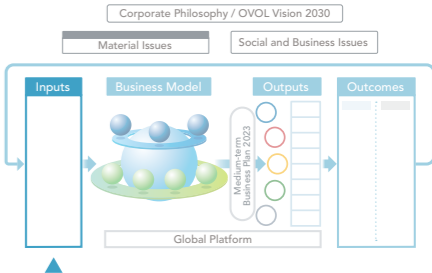 Corporate Philosophy / OVOL Vision 2030
Material Issues
Social and Business Issues
Inputs
Business Model
Outputs
Outcomes
Medium-term
Business Plan 2023
Global Platform